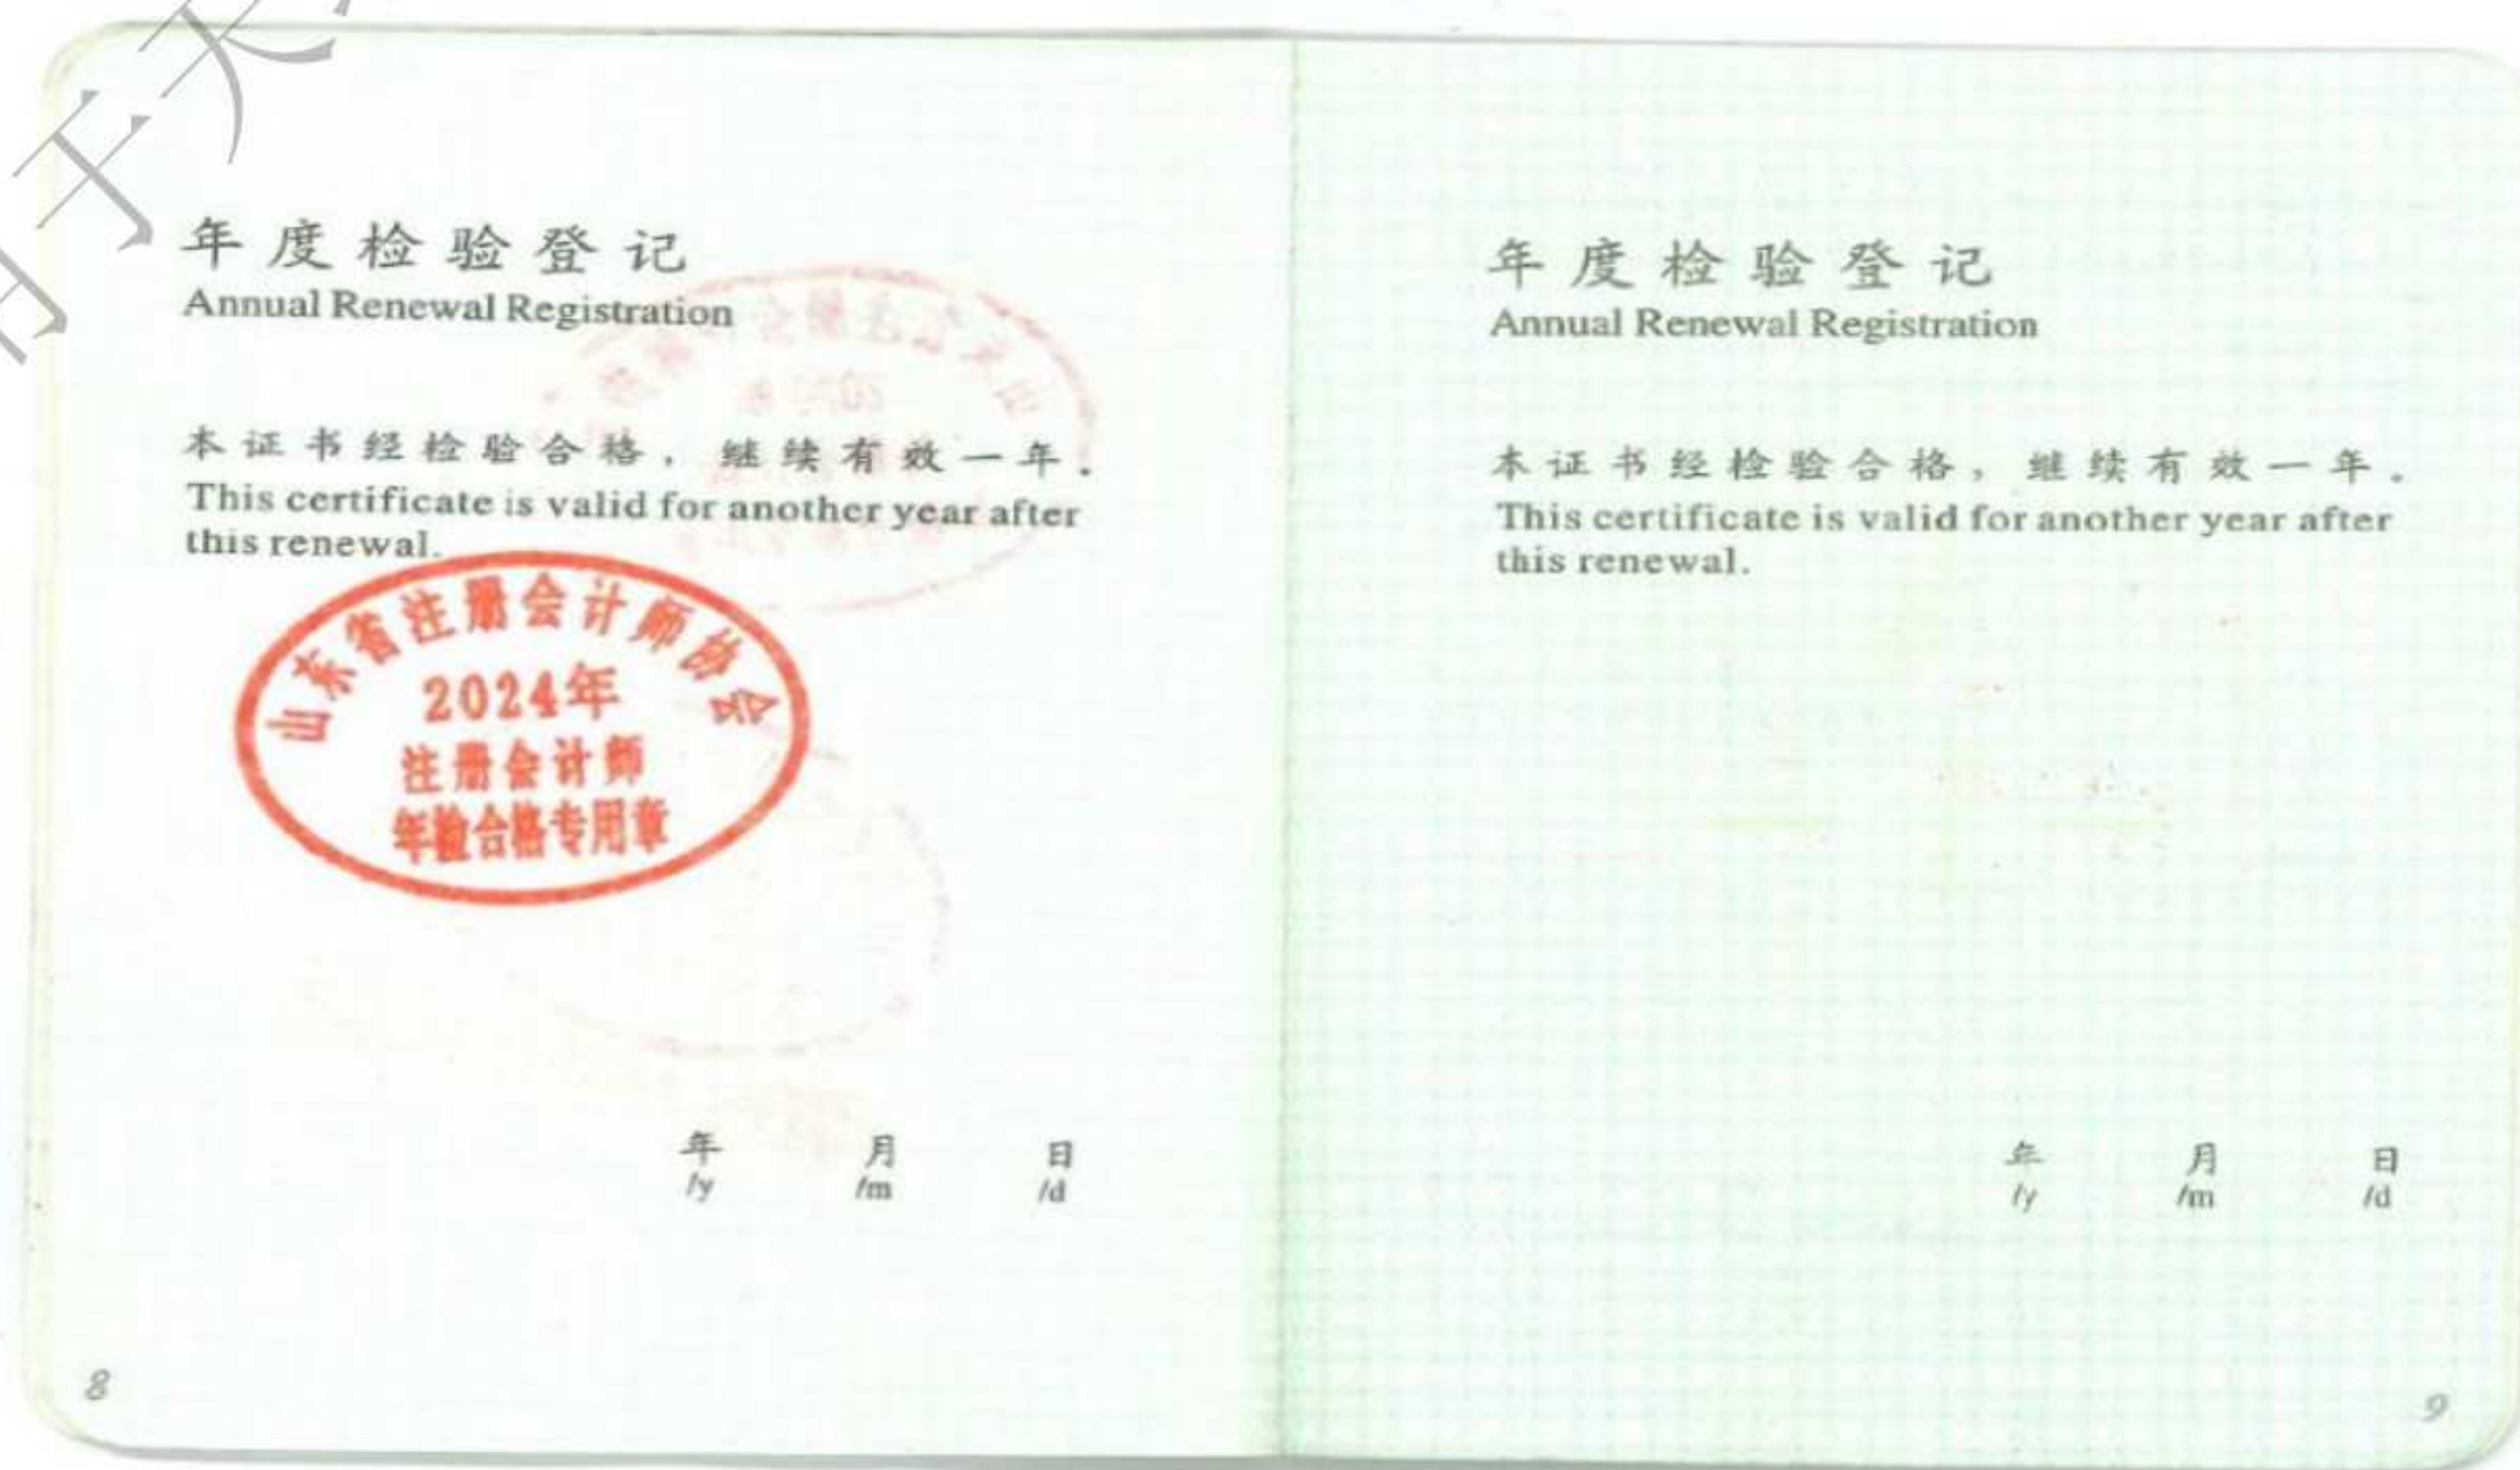 年度检验登记
Annual Renewal Registration
本证书经检验合格，继续有效一年。
This certificate is valid for another year after
this renewal.
山东省注册会计师协会
2024年
注册会计师
年检合格专用章
年 月 日
/y /m /d
8
年度检验登记
Annual Renewal Registration
本证书经检验合格，继续有效一年。
This certificate is valid for another year after
this renewal.
年 月 日
/y /m /d
9